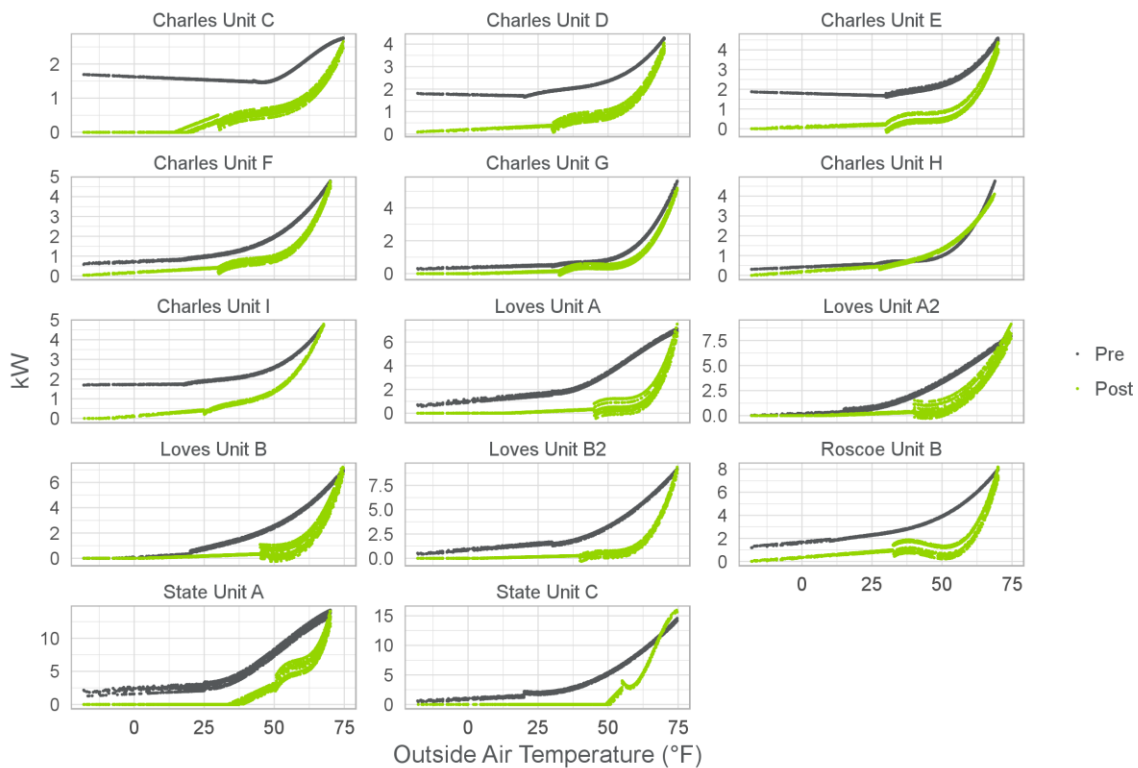 Charles Unit C
Charles Unit D
Charles Unit E
2
1
0
4
3
2
1
0
4
3
2
1
0
Charles Unit F
Charles Unit G
Charles Unit H
5
4
3
2
1
0
4
2
0
4
3
2
1
0
Charles Unit I
Loves Unit A
Loves Unit A2
5
4
3
2
1
0
6
4
2
0
7.5
5.0
2.5
0.0
Loves Unit B
Loves Unit B2
Roscoe Unit B
6
4
2
0
7.5
5.0
2.5
0.0
8
6
4
2
0
0 25 50 75
State Unit A
State Unit C
10
5
0
15
10
5
0
0 25 50 75
0 25 50 75
kW
Outside Air Temperature (°F)
Pre
Post